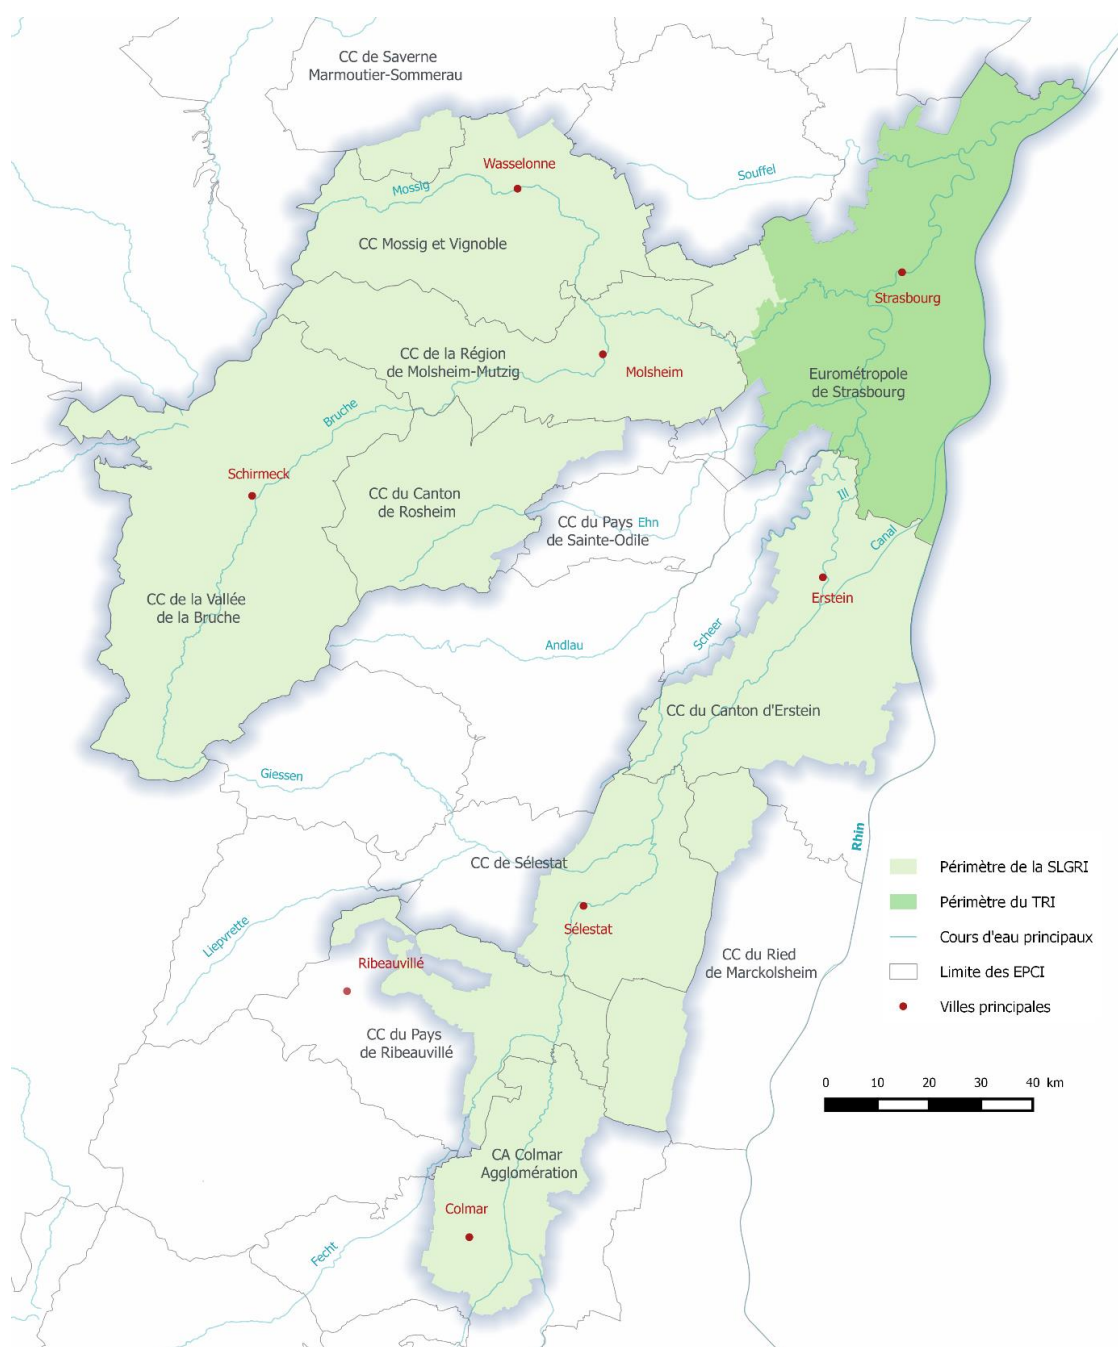 CC de Saverne
Marmoutier-Sommerau
Wasselonne
Mossig
Souffel
CC Mossig et Vignoble
Strasbourg
CC de la Région
de Molsheim-Mutzig
Molsheim
Eurométropole
de Strasbourg
Bruche
Schirmeck
CC du Canton
de Rosheim
Ill
CC du Pays
de Sainte-Odile
Ehn
Canal
CC de la Vallée
de la Bruche
Erstein
Scheer
Andlau
CC du Canton d'Erstein
Giessen
Rhin
CC de Sélestat
Périmètre de la SLGRI
Périmètre du TRI
Cours d'eau principaux
Limite des EPCI
Villes principales
Liepvrette
Sélestat
CC du Ried
de Marckolsheim
Ribeauvillé
CC du Pays
de Ribeauvillé
0 10 20 30 40 km
CA Colmar
Agglomération
Colmar
Fecht